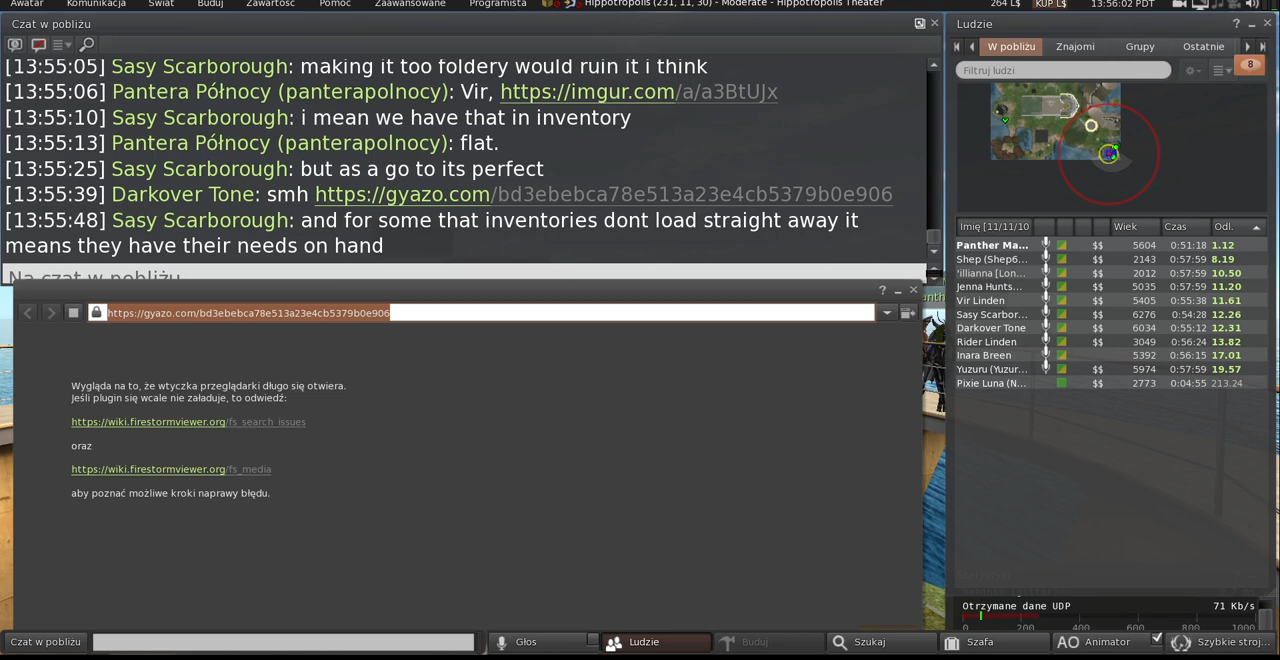 Awatar Komunikacja Świat Buduj Zawartość Pomoc Zaawansowane Programista Hippotropolis (231, 11, 30) - Moderate - Hippotropolis Theater 264 L$ KUP L$ 13:56:02 PDT
Czat w pobliżu
[13:55:05] Sasy Scarborough: making it too foldery would ruin it i think
[13:55:06] Pantera Północy (panterapolnocy): Vir, https://imgur.com/a/a3BtUJx
[13:55:10] Sasy Scarborough: i mean we have that in inventory
[13:55:13] Pantera Północy (panterapolnocy): flat.
[13:55:25] Sasy Scarborough: but as a go to its perfect
[13:55:39] Darkover Tone: smh https://gyazo.com/bd3ebebca78e513a23e4cb5379b0e906
[13:55:48] Sasy Scarborough: and for some that inventories dont load straight away it
means they have their needs on hand
Na czat w pobliżu
https://gyazo.com/bd3ebebca78e513a23e4cb5379b0e906
Wygląda na to, że wtyczka przeglądarki długo się otwiera.
Jeśli plugin się wcale nie załaduje, to odwiedź:
https://wiki.firestormviewer.org/fs_search_issues
oraz
https://wiki.firestormviewer.org/fs_media
aby poznać możliwe kroki naprawy błędu.
Ludzie
W pobliżu Znajomi Grupy Ostatnie
Filtruj ludzi 8
Imię [11/11/10 Wiek Czas Odl.
Panther Ma... $$ 5604 0:51:18 1.12
Shep (Shep6... $$ 2143 0:57:59 8.19
'illianna [Lon... $$ 2012 0:57:59 10.50
Jenna Hunts... $$ 5035 0:57:59 11.20
Vir Linden $$ 5405 0:55:38 11.61
Sasy Scarbor... $$ 6276 0:54:28 12.26
Darkover Tone $$ 6034 0:55:12 12.31
Rider Linden $$ 3049 0:56:24 13.82
Inara Breen 5392 0:56:15 17.01
Yuzuru (Yuzur... $$ 5974 0:57:59 19.57
Pixie Luna (N... $$ 2773 0:04:55 213.24
Otrzymane dane UDP 71 Kb/s
0 200 400 600 800 1000
Czat w pobliżu Głos Ludzie Buduj Szukaj Szafa AO Animator Szybkie stroj...